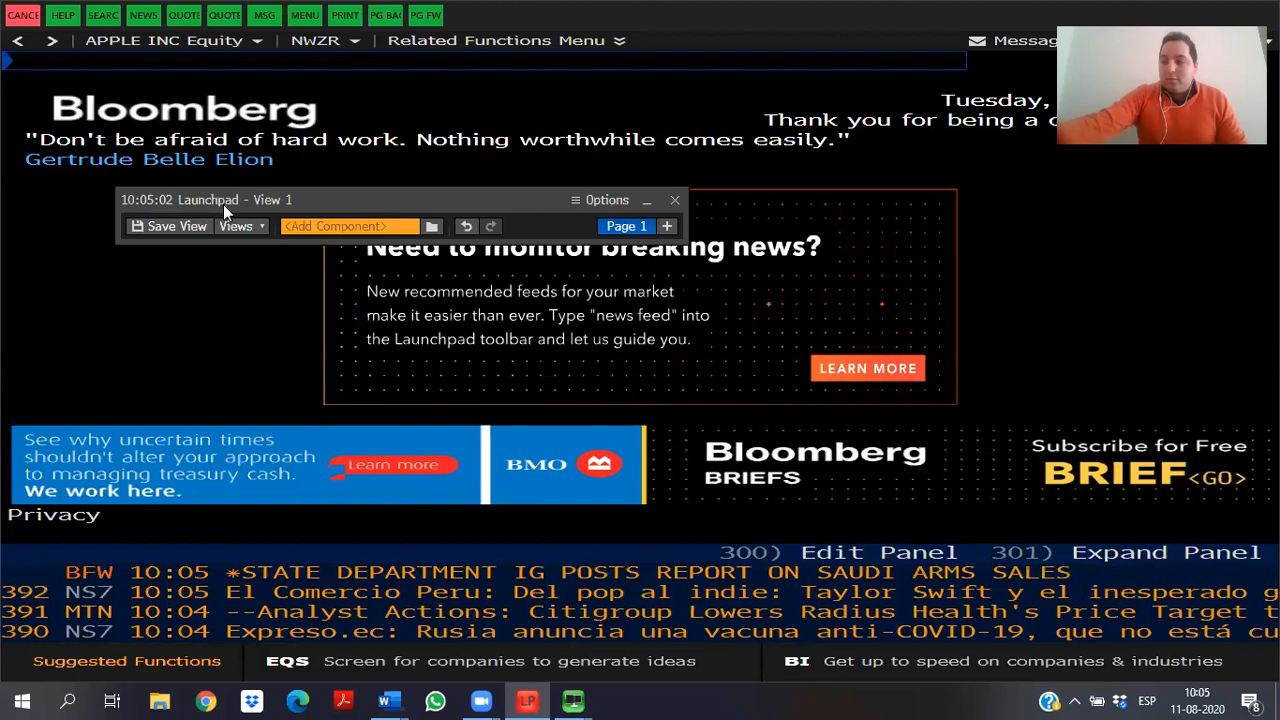 CANCE HELP SEARC NEWS QUOTE QUOTE MSG MENU PRINT PG BAC PG FW
APPLE INC Equity NWZR Related Functions Menu
Messag
Bloomberg
Tuesday,
Thank you for being a c
"Don't be afraid of hard work. Nothing worthwhile comes easily."
Gertrude Belle Elion
10:05:02 Launchpad - View 1 Options
Save View Views <Add Component> Page 1 +
Need to monitor breaking news?
New recommended feeds for your market
make it easier than ever. Type "news feed" into
the Launchpad toolbar and let us guide you.
LEARN MORE
See why uncertain times
shouldn't alter your approach
to managing treasury cash.
We work here.
Learn more
BMO
Bloomberg
BRIEFS
Subscribe for Free
BRIEF<GO>
Privacy
300) Edit Panel 301) Expand Panel
BFW 10:05 *STATE DEPARTMENT IG POSTS REPORT ON SAUDI ARMS SALES
392 NS7 10:05 El Comercio Peru: Del pop al indie: Taylor Swift y el inesperado g
391 MTN 10:04 --Analyst Actions: Citigroup Lowers Radius Health's Price Target t
390 NS7 10:04 Expreso.ec: Rusia anuncia una vacuna anti-COVID-19, que no está cu
Suggested Functions EQS Screen for companies to generate ideas BI Get up to speed on companies & industries
LP
ESP
10:05
11-08-2020
8